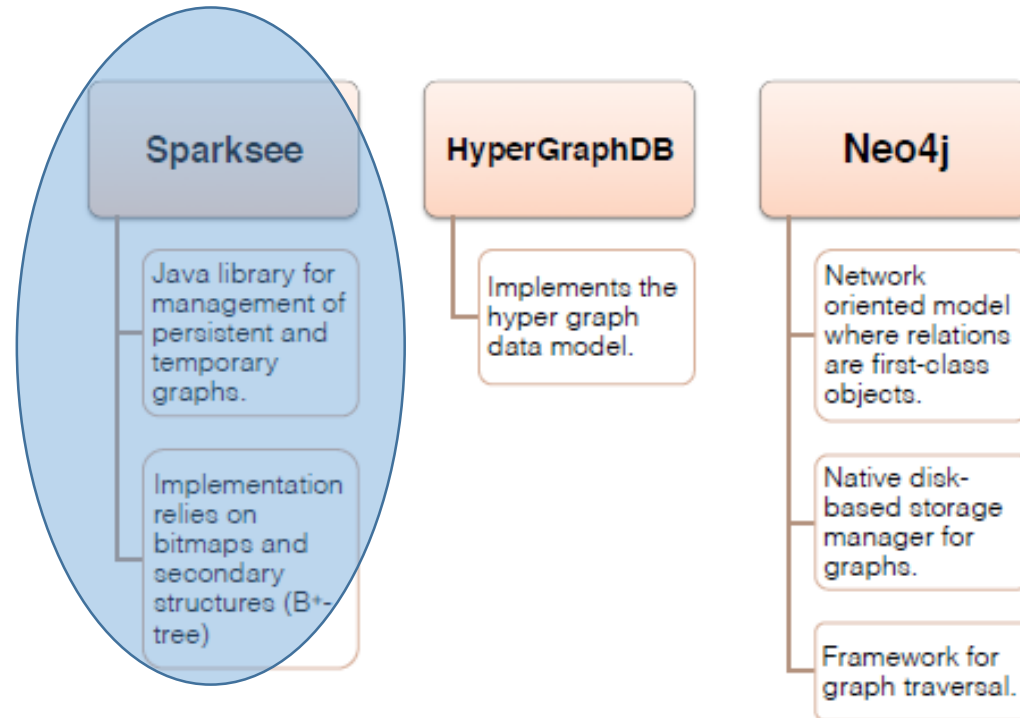 Sparksee
Java library for
management of
persistent and
temporary
graphs.
Implementation
relies on
bitmaps and
secondary
structures (B+-
tree)
HyperGraphDB
Implements the
hyper graph
data model.
Neo4j
Network
oriented model
where relations
are first-class
objects.
Native disk-
based storage
manager for
graphs.
Framework for
graph traversal.